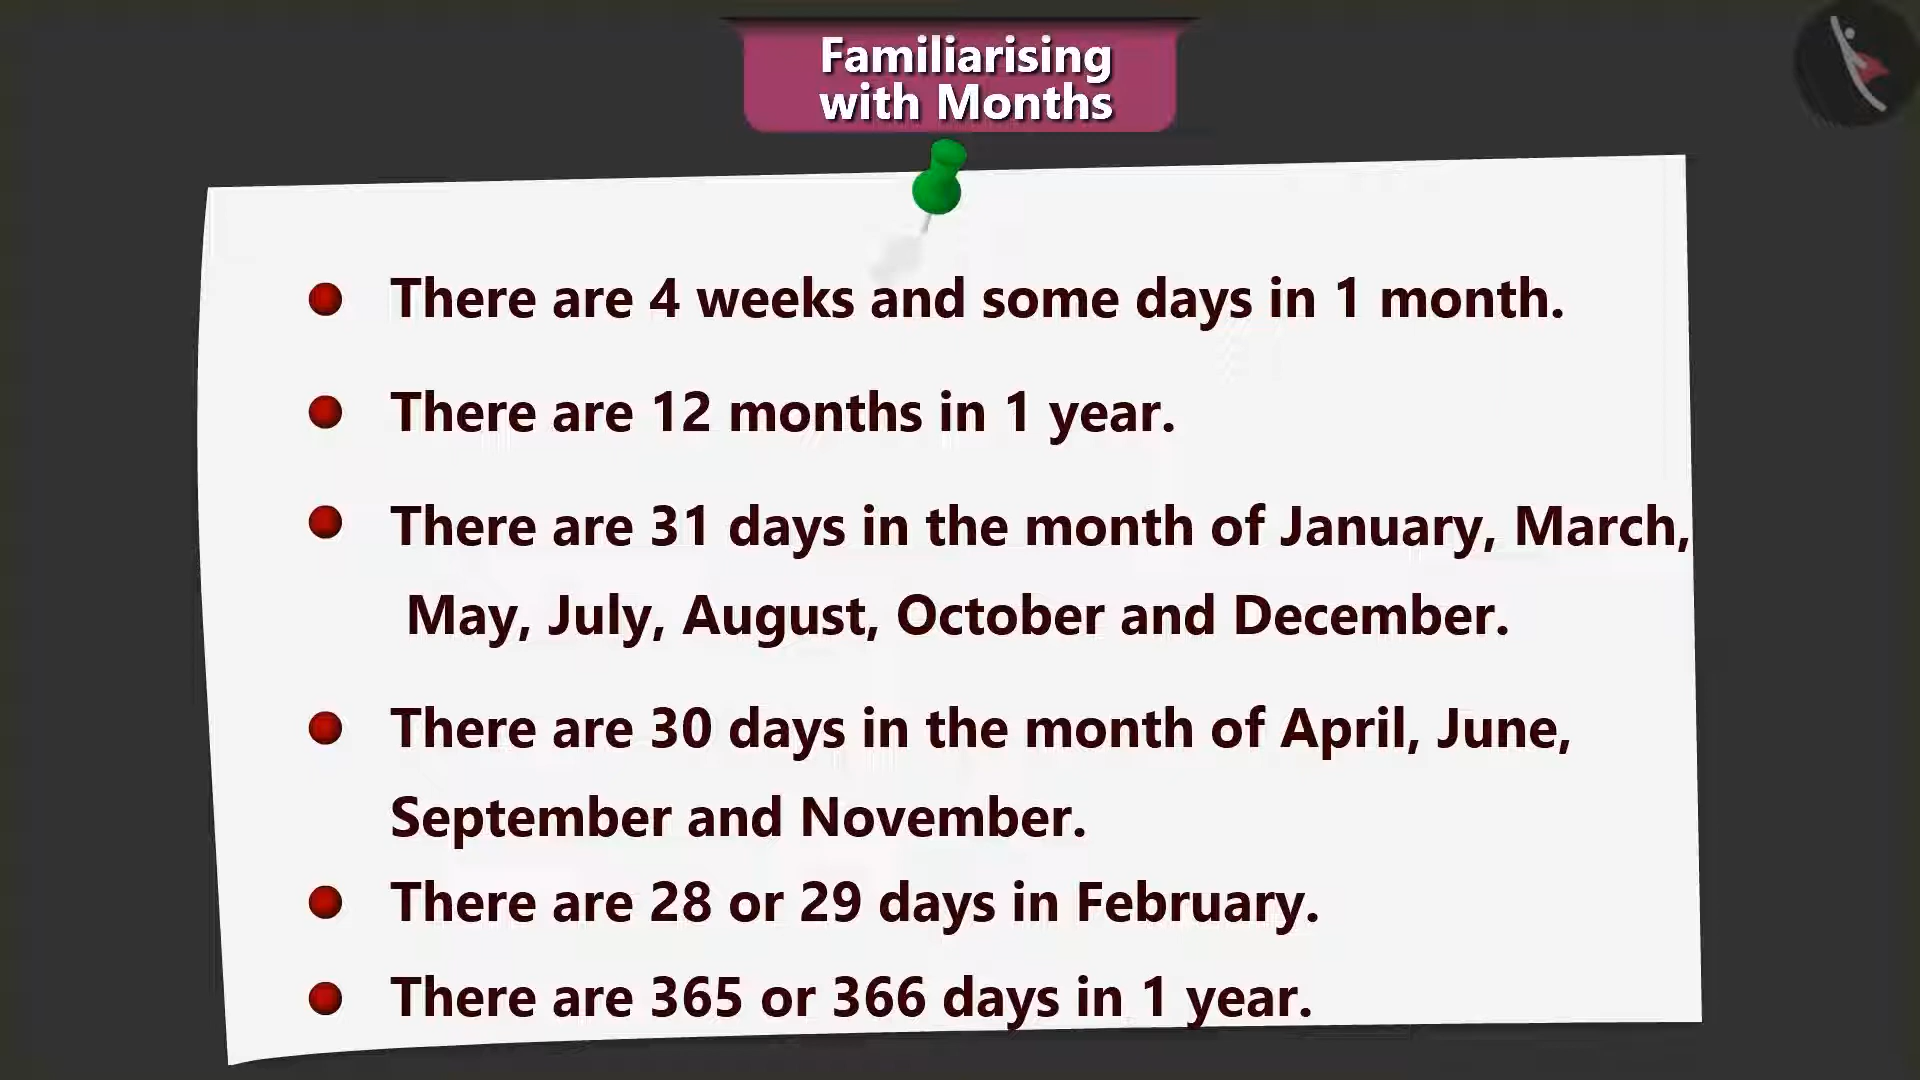 Familiarising
with Months
There are 4 weeks and some days in 1 month.
There are 12 months in 1 year.
There are 31 days in the month of January, March,
May, July, August, October and December.
There are 30 days in the month of April, June,
September and November.
There are 28 or 29 days in February.
There are 365 or 366 days in 1 year.